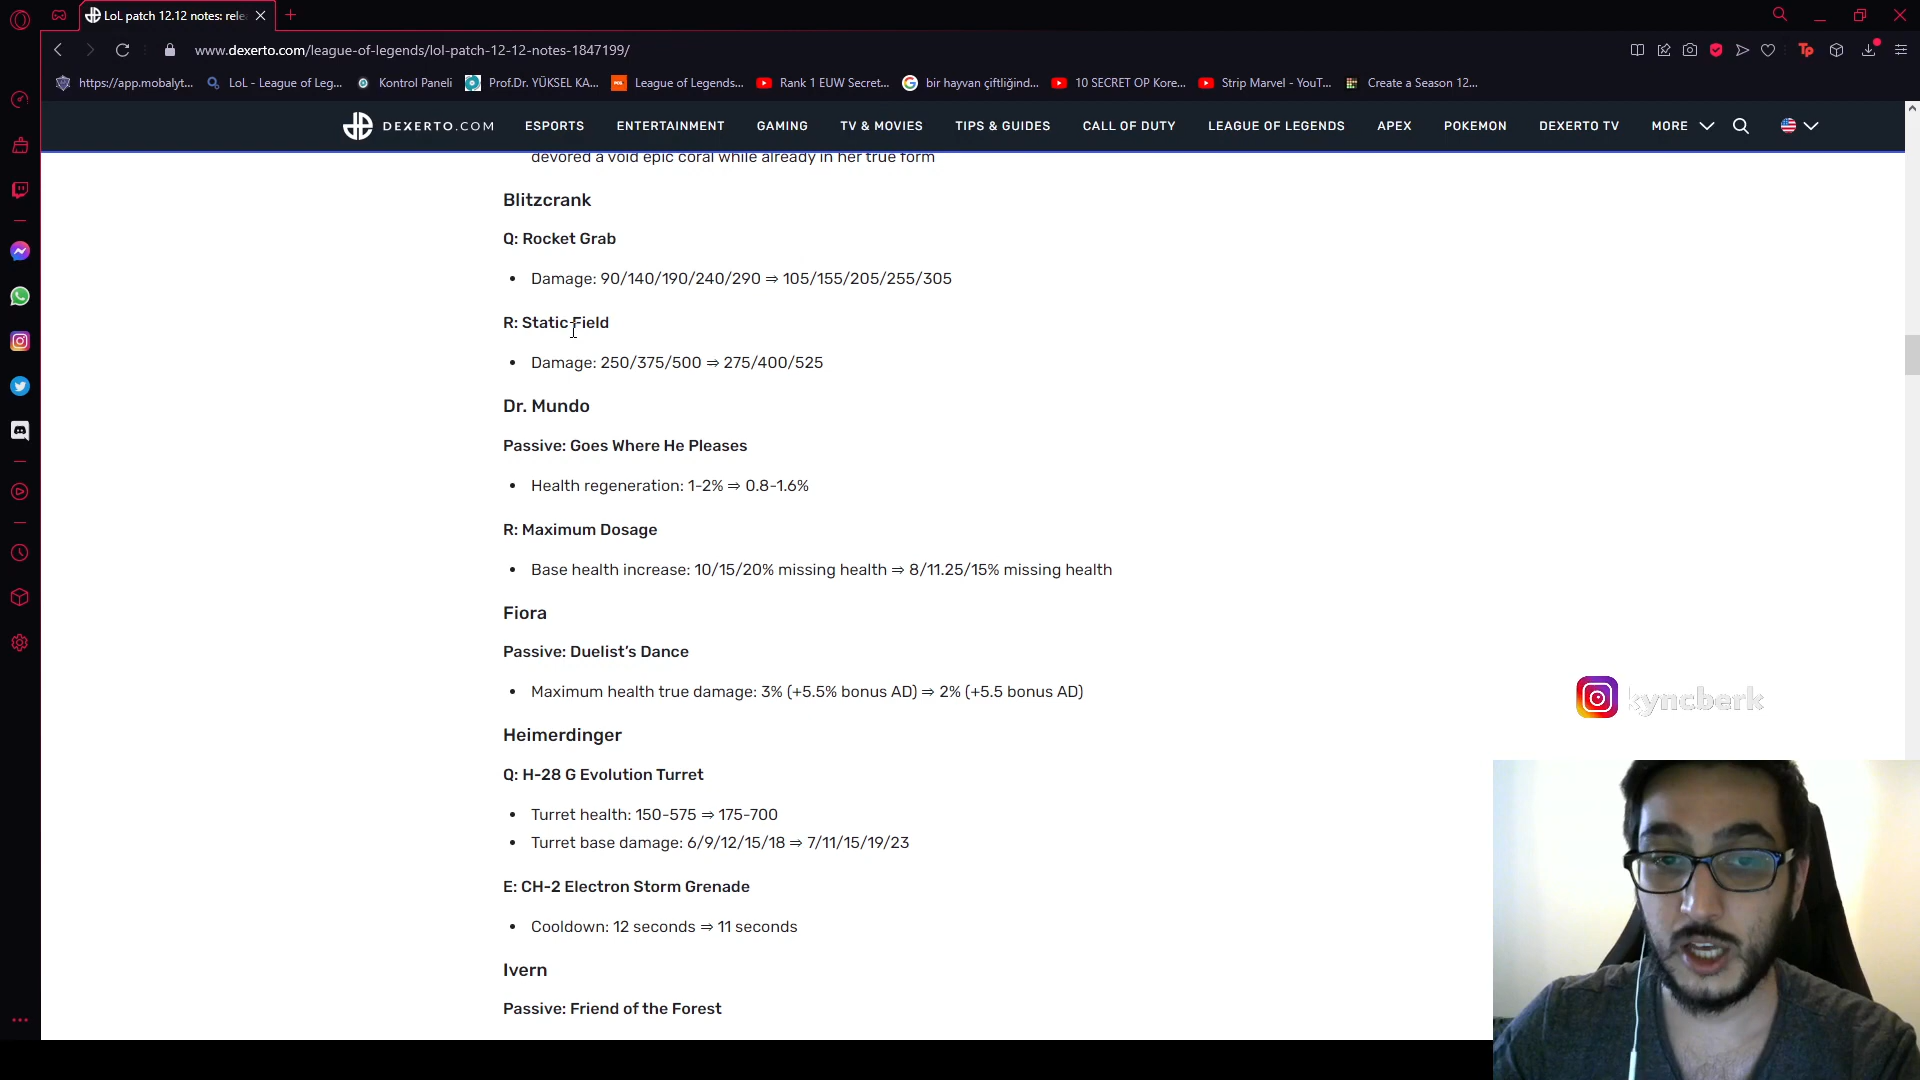 LoL patch 12.12 notes: rele
www.dexerto.com/league-of-legends/lol-patch-12-12-notes-1847199/
https://app.mobalyt... LoL - League of Leg... Kontrol Paneli Prof.Dr. YÜKSEL KA... League of Legends... Rank 1 EUW Secret... bir hayvan çiftliğind... 10 SECRET OP Kore... Strip Marvel - YouT... Create a Season 12...
DEXERTO.COM ESPORTS ENTERTAINMENT GAMING TV & MOVIES TIPS & GUIDES CALL OF DUTY LEAGUE OF LEGENDS APEX POKEMON DEXERTO TV MORE
devored a void epic coral while already in her true form
Blitzcrank
Q: Rocket Grab
• Damage: 90/140/190/240/290 ⇒ 105/155/205/255/305
R: Static Field
• Damage: 250/375/500 ⇒ 275/400/525
Dr. Mundo
Passive: Goes Where He Pleases
• Health regeneration: 1-2% ⇒ 0.8-1.6%
R: Maximum Dosage
• Base health increase: 10/15/20% missing health ⇒ 8/11.25/15% missing health
Fiora
Passive: Duelist’s Dance
• Maximum health true damage: 3% (+5.5% bonus AD) ⇒ 2% (+5.5 bonus AD)
kyncberk
Heimerdinger
Q: H-28 G Evolution Turret
• Turret health: 150-575 ⇒ 175-700
• Turret base damage: 6/9/12/15/18 ⇒ 7/11/15/19/23
E: CH-2 Electron Storm Grenade
• Cooldown: 12 seconds ⇒ 11 seconds
Ivern
Passive: Friend of the Forest